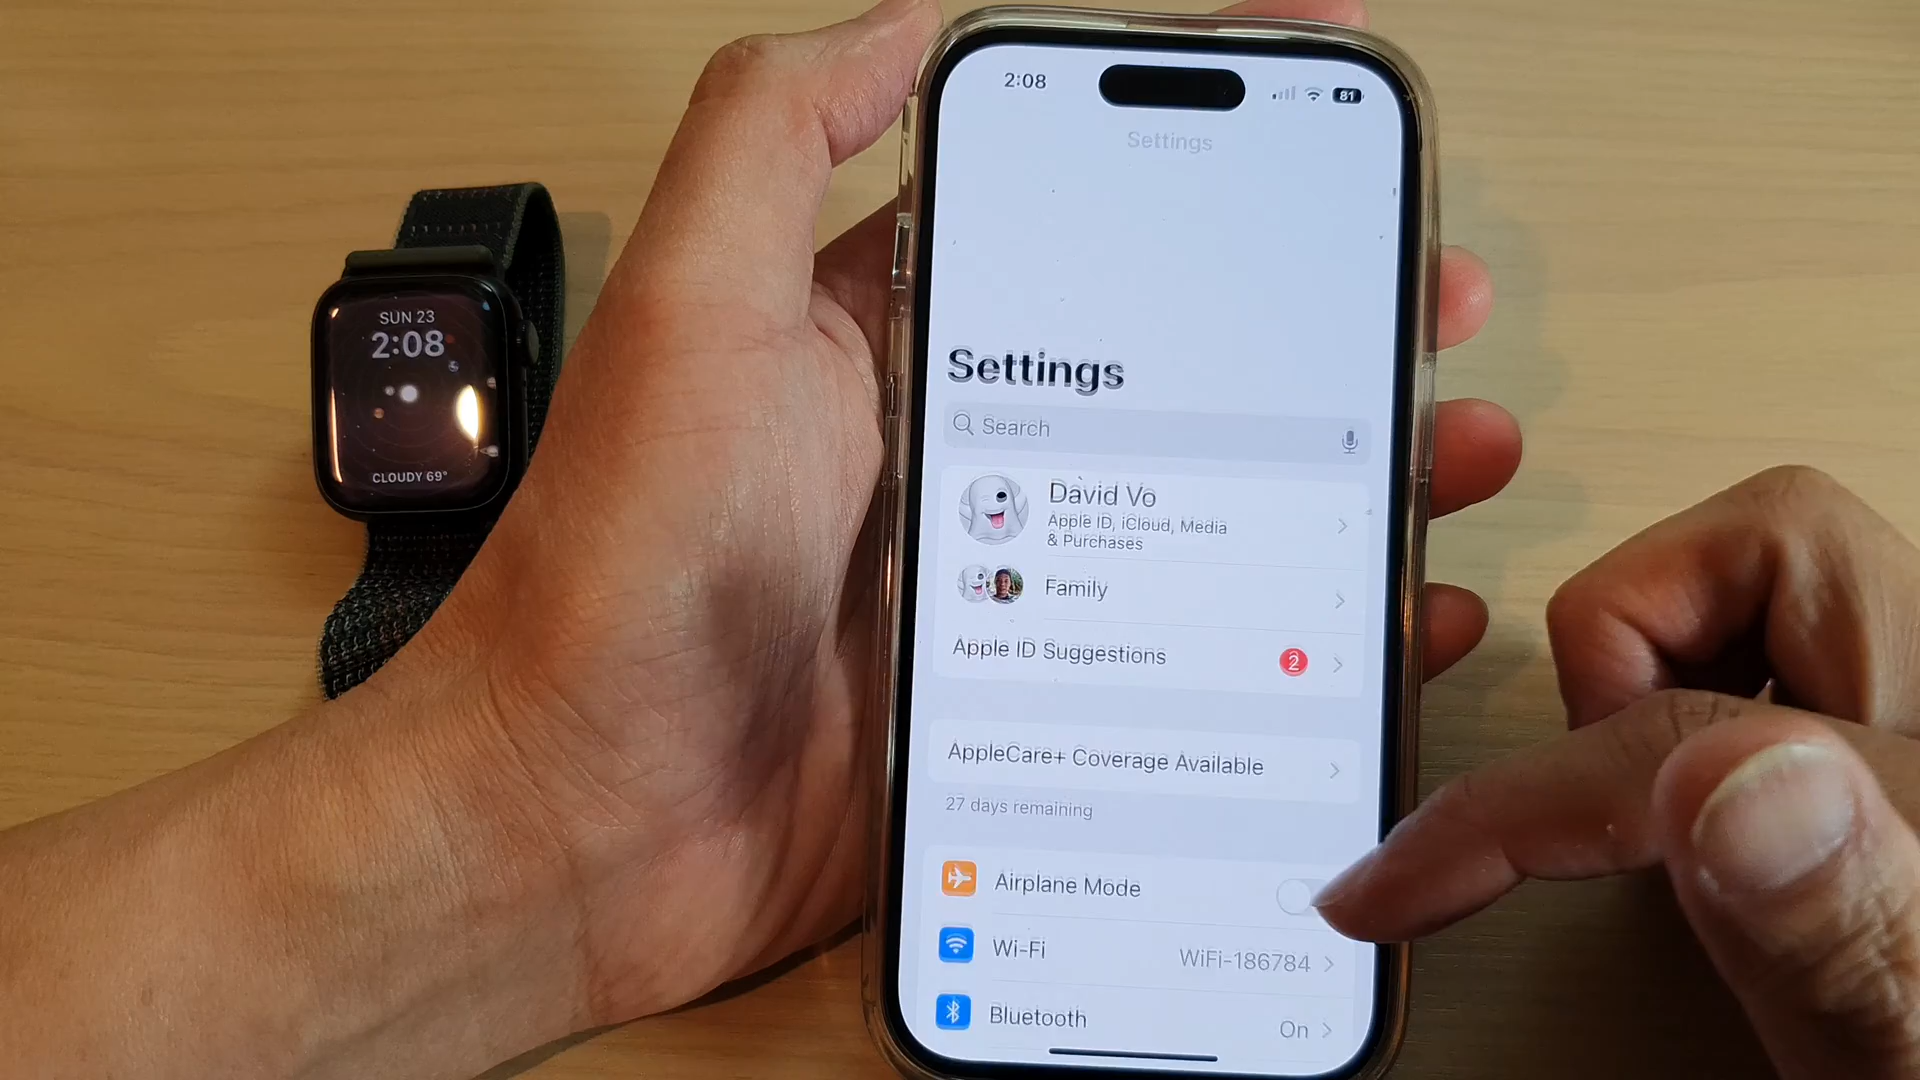 SUN 23
2:08
CLOUDY 69°
2:08
81
Settings
Settings
Search
David Vo
Apple ID, iCloud, Media
& Purchases
Family
Apple ID Suggestions
2
AppleCare+ Coverage Available
27 days remaining
Airplane Mode
Wi-Fi
WiFi-186784
Bluetooth
On